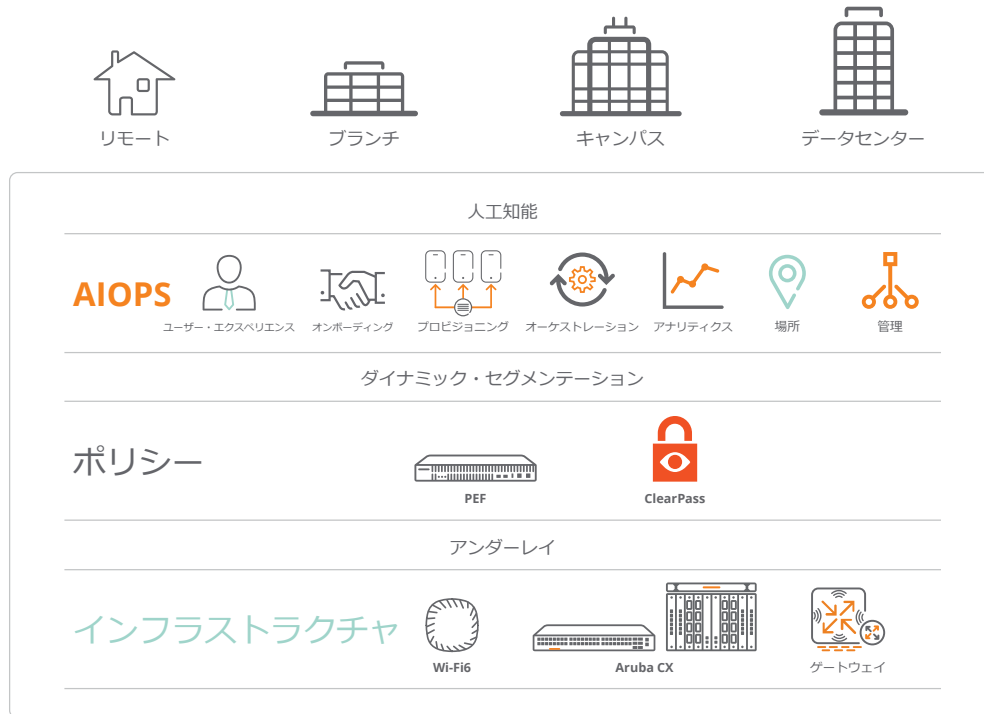 リモート
ブランチ
キャンパス
データセンター
人工知能
AIOPS
ユーザー・エクスペリエンス
オンボーディング
プロビジョニング
オーケストレーション
アナリティクス
場所
管理
ダイナミック・セグメンテーション
ポリシー
PEF
ClearPass
アンダーレイ
インフラストラクチャ
Wi-Fi6
Aruba CX
ゲートウェイ